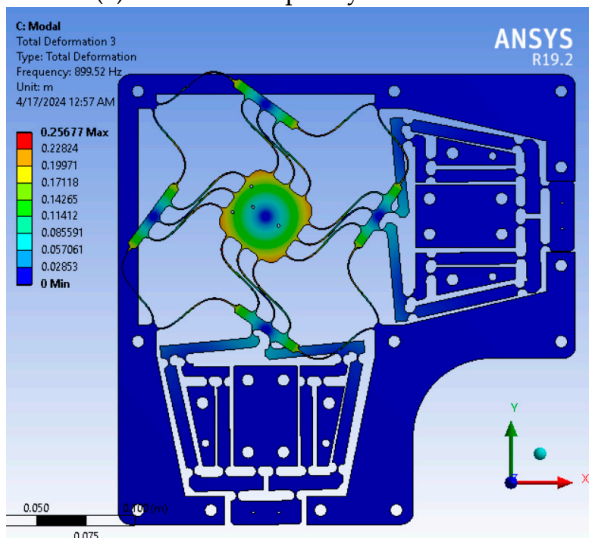 C: Modal
Total Deformation 3
Type: Total Deformation
Frequency: 899.52 Hz
Unit: m
4/17/2024 12:57 AM
ANSYS
R19.2
0.25677 Max
0.22824
0.19971
0.17118
0.14265
0.11412
0.085591
0.057061
0.02853
0 Min
Y
X
0.050
0.100 (m)
0.075